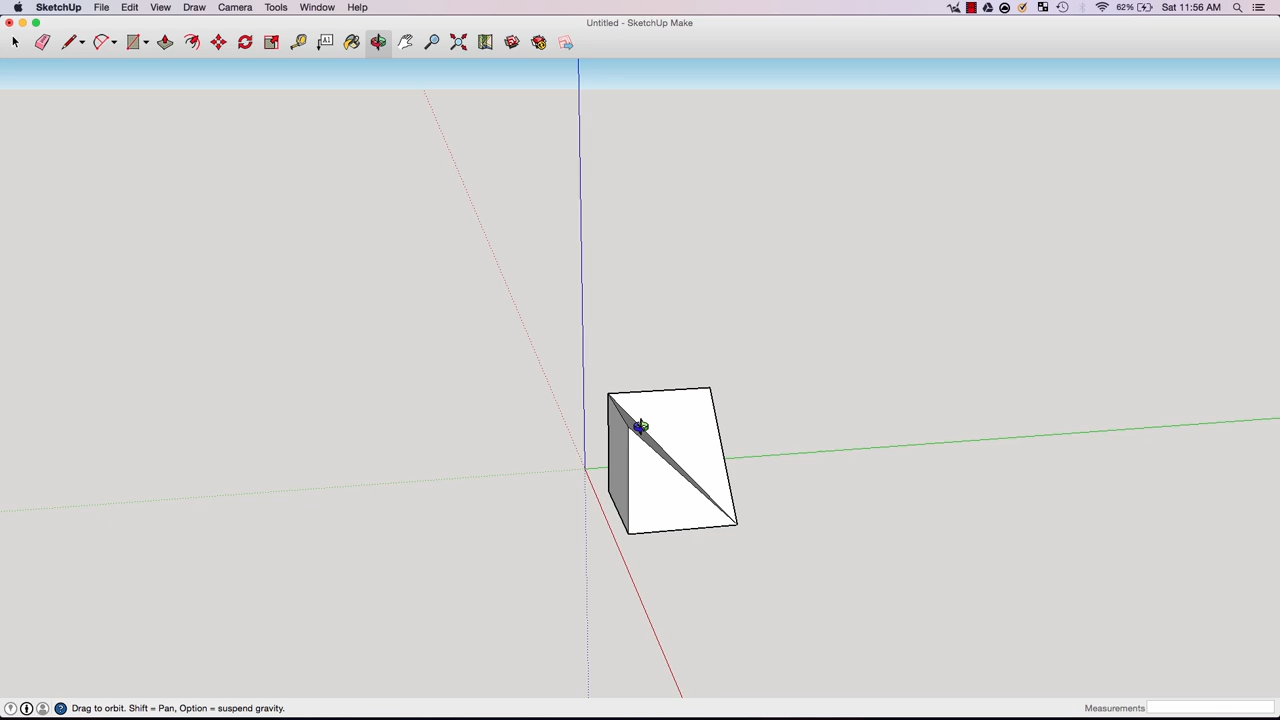 SketchUp File Edit View Draw Camera Tools Window Help 62% Sat 11:56 AM
Untitled - SketchUp Make
A1
Drag to orbit. Shift = Pan, Option = suspend gravity. Measurements